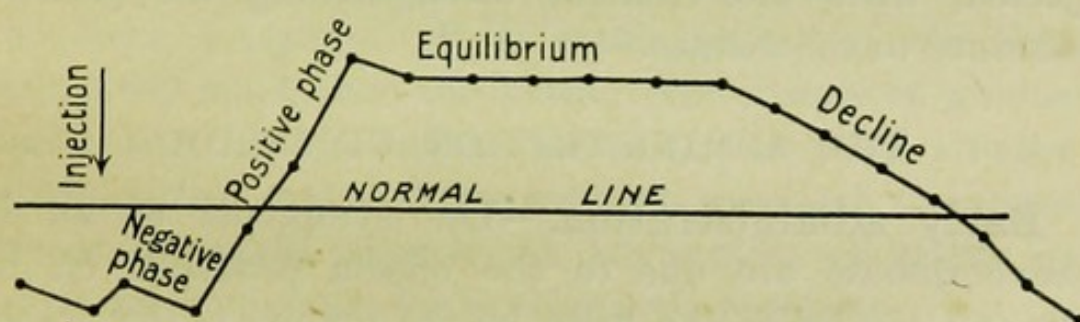 Injection
Negative
phase
Positive phase
Equilibrium
NORMAL LINE
Decline